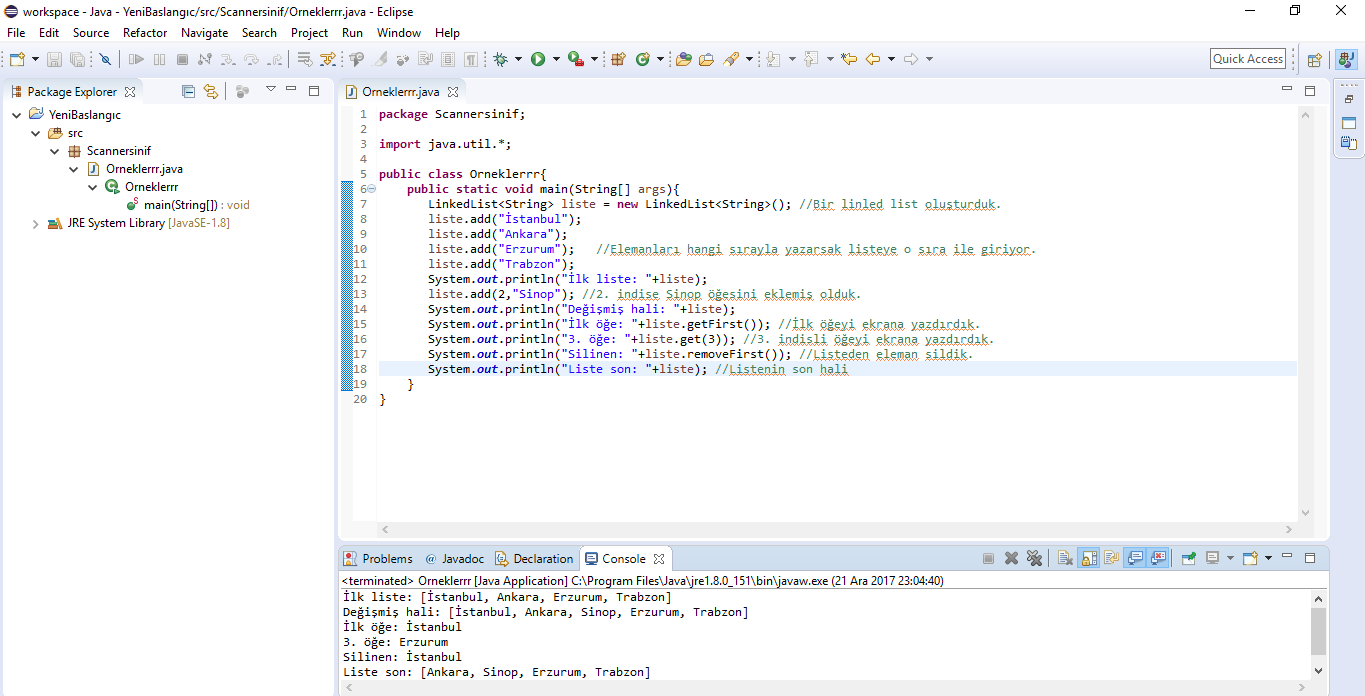 workspace - Java - YeniBaslangıc/src/Scannersinif/Orneklerrr.java - Eclipse
File Edit Source Refactor Navigate Search Project Run Window Help
Quick Access
Package Explorer
YeniBaslangıc
src
Scannersinif
Orneklerrr.java
Orneklerrr
main(String[]) : void
JRE System Library [JavaSE-1.8]
Orneklerrr.java
1 package Scannersinif;
2
3 import java.util.*;
4
5 public class Orneklerrr{
6 public static void main(String[] args){
7 LinkedList<String> liste = new LinkedList<String>(); //Bir linled list oluşturduk.
8 liste.add("İstanbul");
9 liste.add("Ankara");
10 liste.add("Erzurum"); //Elemanları hangi sırayla yazarsak listeye o sıra ile giriyor.
11 liste.add("Trabzon");
12 System.out.println("İlk liste: "+liste);
13 liste.add(2,"Sinop"); //2. indise Sinop öğesini eklemiş olduk.
14 System.out.println("Değişmiş hali: "+liste);
15 System.out.println("İlk öğe: "+liste.getFirst()); //İlk öğeyi ekrana yazdırdık.
16 System.out.println("3. öğe: "+liste.get(3)); //3. indisli öğeyi ekrana yazdırdık.
17 System.out.println("Silinen: "+liste.removeFirst()); //Listeden eleman sildik.
18 System.out.println("Liste son: "+liste); //Listenin son hali
19 }
20 }
Problems @ Javadoc Declaration Console
<terminated> Orneklerrr [Java Application] C:\Program Files\Java\jre1.8.0_151\bin\javaw.exe (21 Ara 2017 23:04:40)
İlk liste: [İstanbul, Ankara, Erzurum, Trabzon]
Değişmiş hali: [İstanbul, Ankara, Sinop, Erzurum, Trabzon]
İlk öğe: İstanbul
3. öğe: Erzurum
Silinen: İstanbul
Liste son: [Ankara, Sinop, Erzurum, Trabzon]